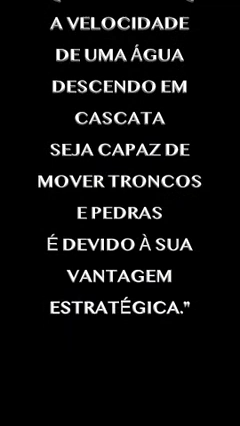 A VELOCIDADE
DE UMA ÁGUA
DESCENDO EM
CASCATA
SEJA CAPAZ DE
MOVER TRONCOS
E PEDRAS
É DEVIDO À SUA
VANTAGEM
ESTRATÉGICA."